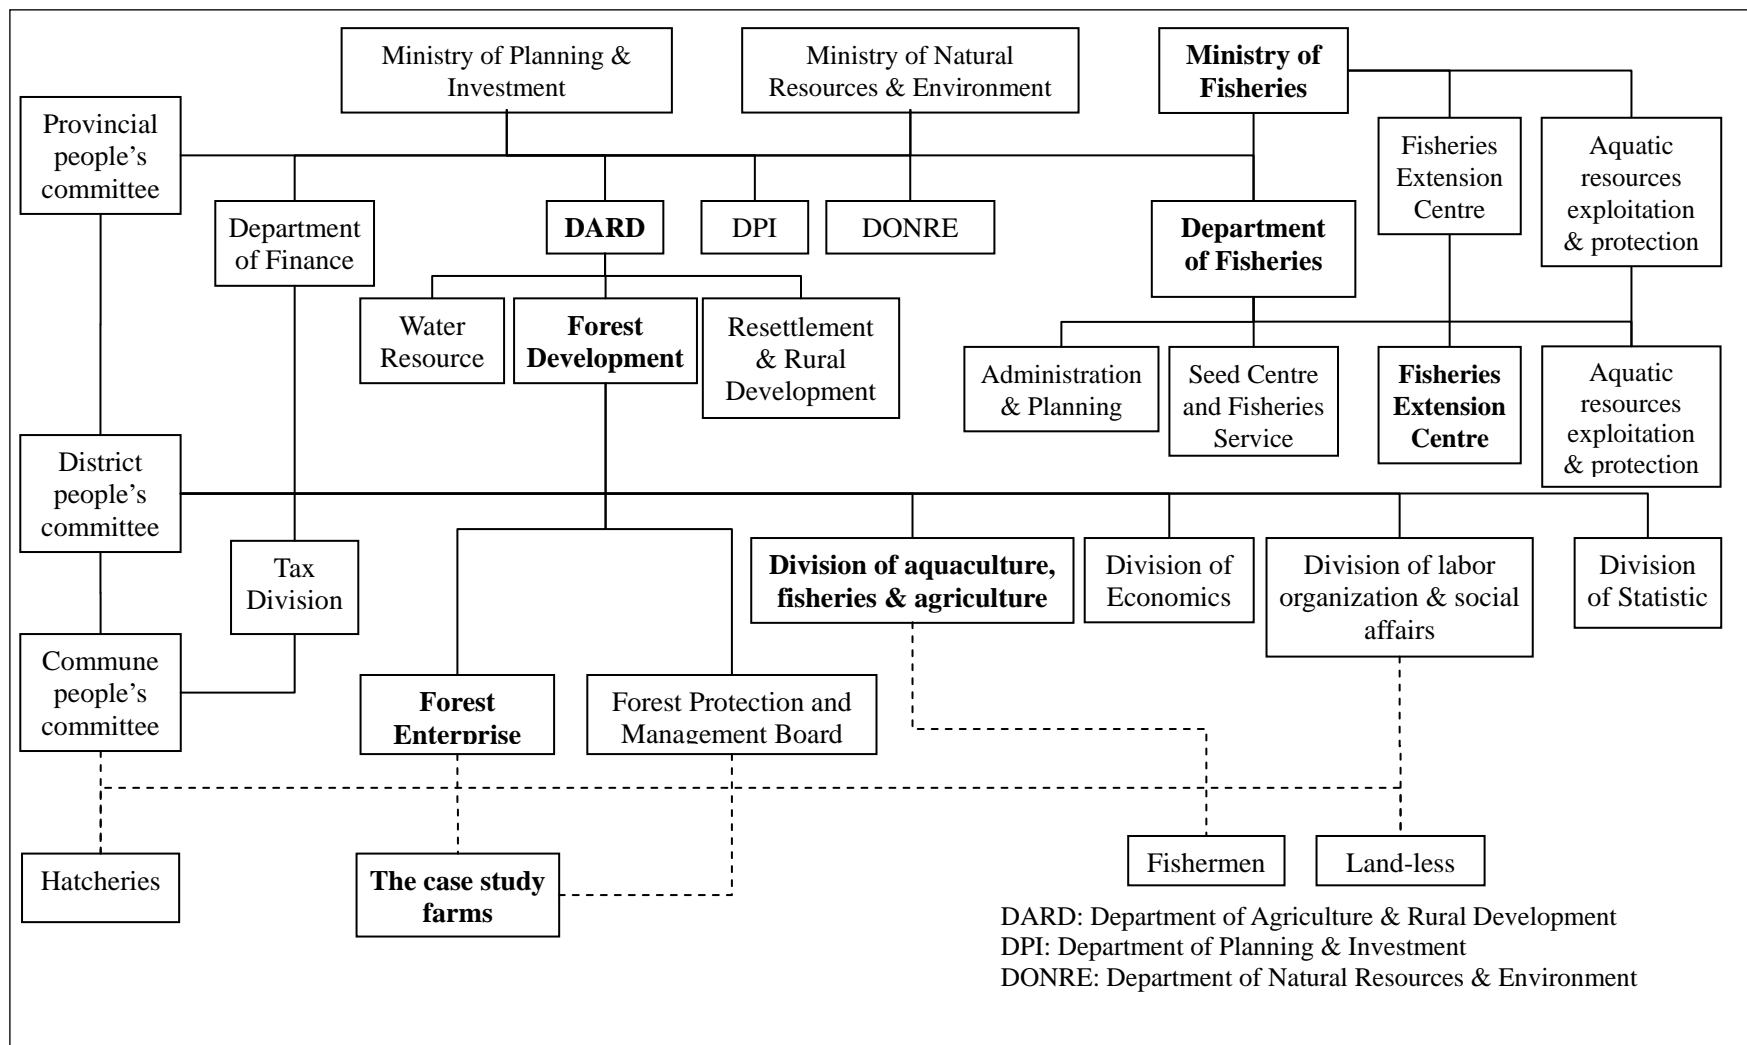 Ministry of Planning &
Investment
Ministry of Natural
Resources & Environment
Ministry of
Fisheries
Provincial
people’s
committee
Fisheries
Extension
Centre
Aquatic
resources
exploitation
& protection
Department
of Finance
DARD
DPI
DONRE
Department
of Fisheries
Water
Resource
Forest
Development
Resettlement
& Rural
Development
Administration
& Planning
Seed Centre
and Fisheries
Service
Fisheries
Extension
Centre
Aquatic
resources
exploitation
& protection
District
people’s
committee
Tax
Division
Division of aquaculture,
fisheries & agriculture
Division of
Economics
Division of labor
organization & social
affairs
Division
of Statistic
Commune
people’s
committee
Forest
Enterprise
Forest Protection and
Management Board
Hatcheries
The case study
farms
Fishermen
Land-less
DARD: Department of Agriculture & Rural Development
DPI: Department of Planning & Investment
DONRE: Department of Natural Resources & Environment